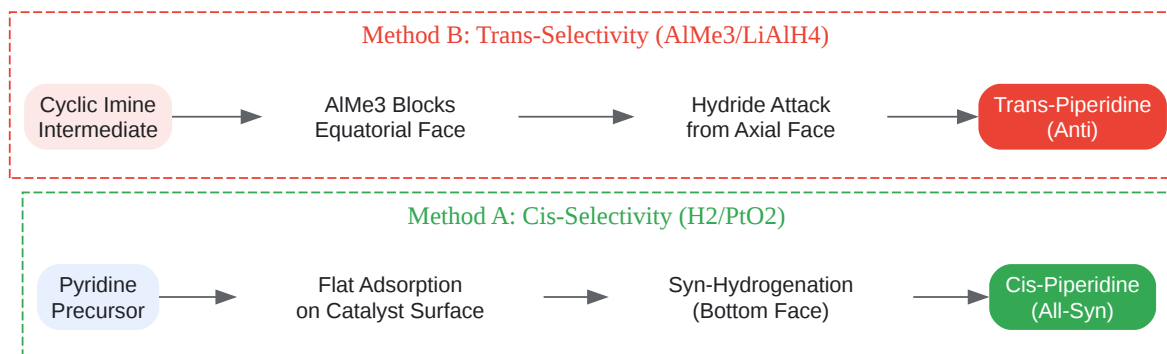 Method B: Trans-Selectivity (AlMe3/LiAlH4)
Cyclic Imine
Intermediate
AlMe3 Blocks
Equatorial Face
Hydride Attack
from Axial Face
Trans-Piperidine
(Anti)
Method A: Cis-Selectivity (H2/PtO2)
Pyridine
Precursor
Flat Adsorption
on Catalyst Surface
Syn-Hydrogenation
(Bottom Face)
Cis-Piperidine
(All-Syn)